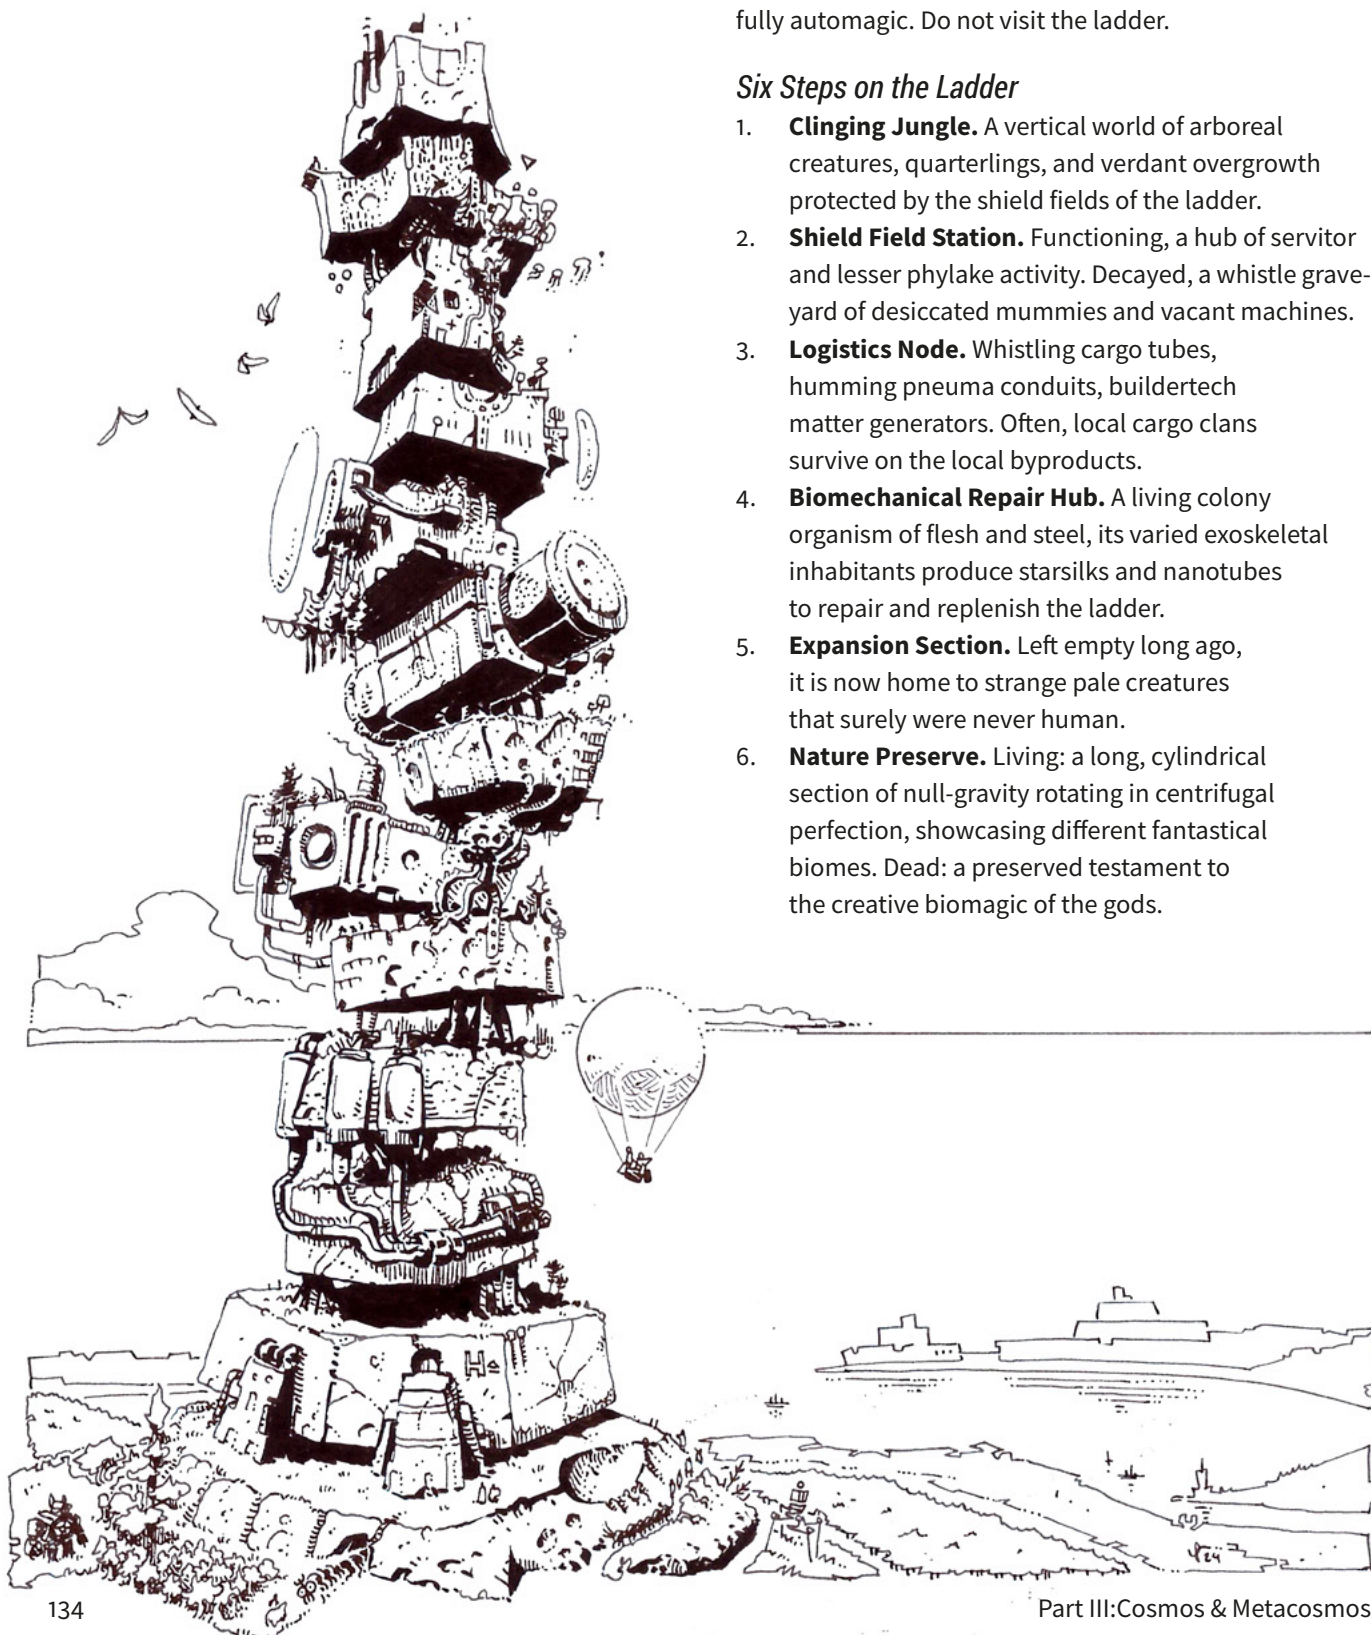 fully automagic. Do not visit the ladder.
Six Steps on the Ladder
1. Clinging Jungle. A vertical world of arboreal
creatures, quarterlings, and verdant overgrowth
protected by the shield fields of the ladder.
2. Shield Field Station. Functioning, a hub of servitor
and lesser phylake activity. Decayed, a whistle grave-
yard of desiccated mummies and vacant machines.
3. Logistics Node. Whistling cargo tubes,
humming pneuma conduits, buildertech
matter generators. Often, local cargo clans
survive on the local byproducts.
4. Biomechanical Repair Hub. A living colony
organism of flesh and steel, its varied exoskeletal
inhabitants produce starsilks and nanotubes
to repair and replenish the ladder.
5. Expansion Section. Left empty long ago,
it is now home to strange pale creatures
that surely were never human.
6. Nature Preserve. Living: a long, cylindrical
section of null-gravity rotating in centrifugal
perfection, showcasing different fantastical
biomes. Dead: a preserved testament to
the creative biomagic of the gods.
134
Part III:Cosmos & Metacosmos